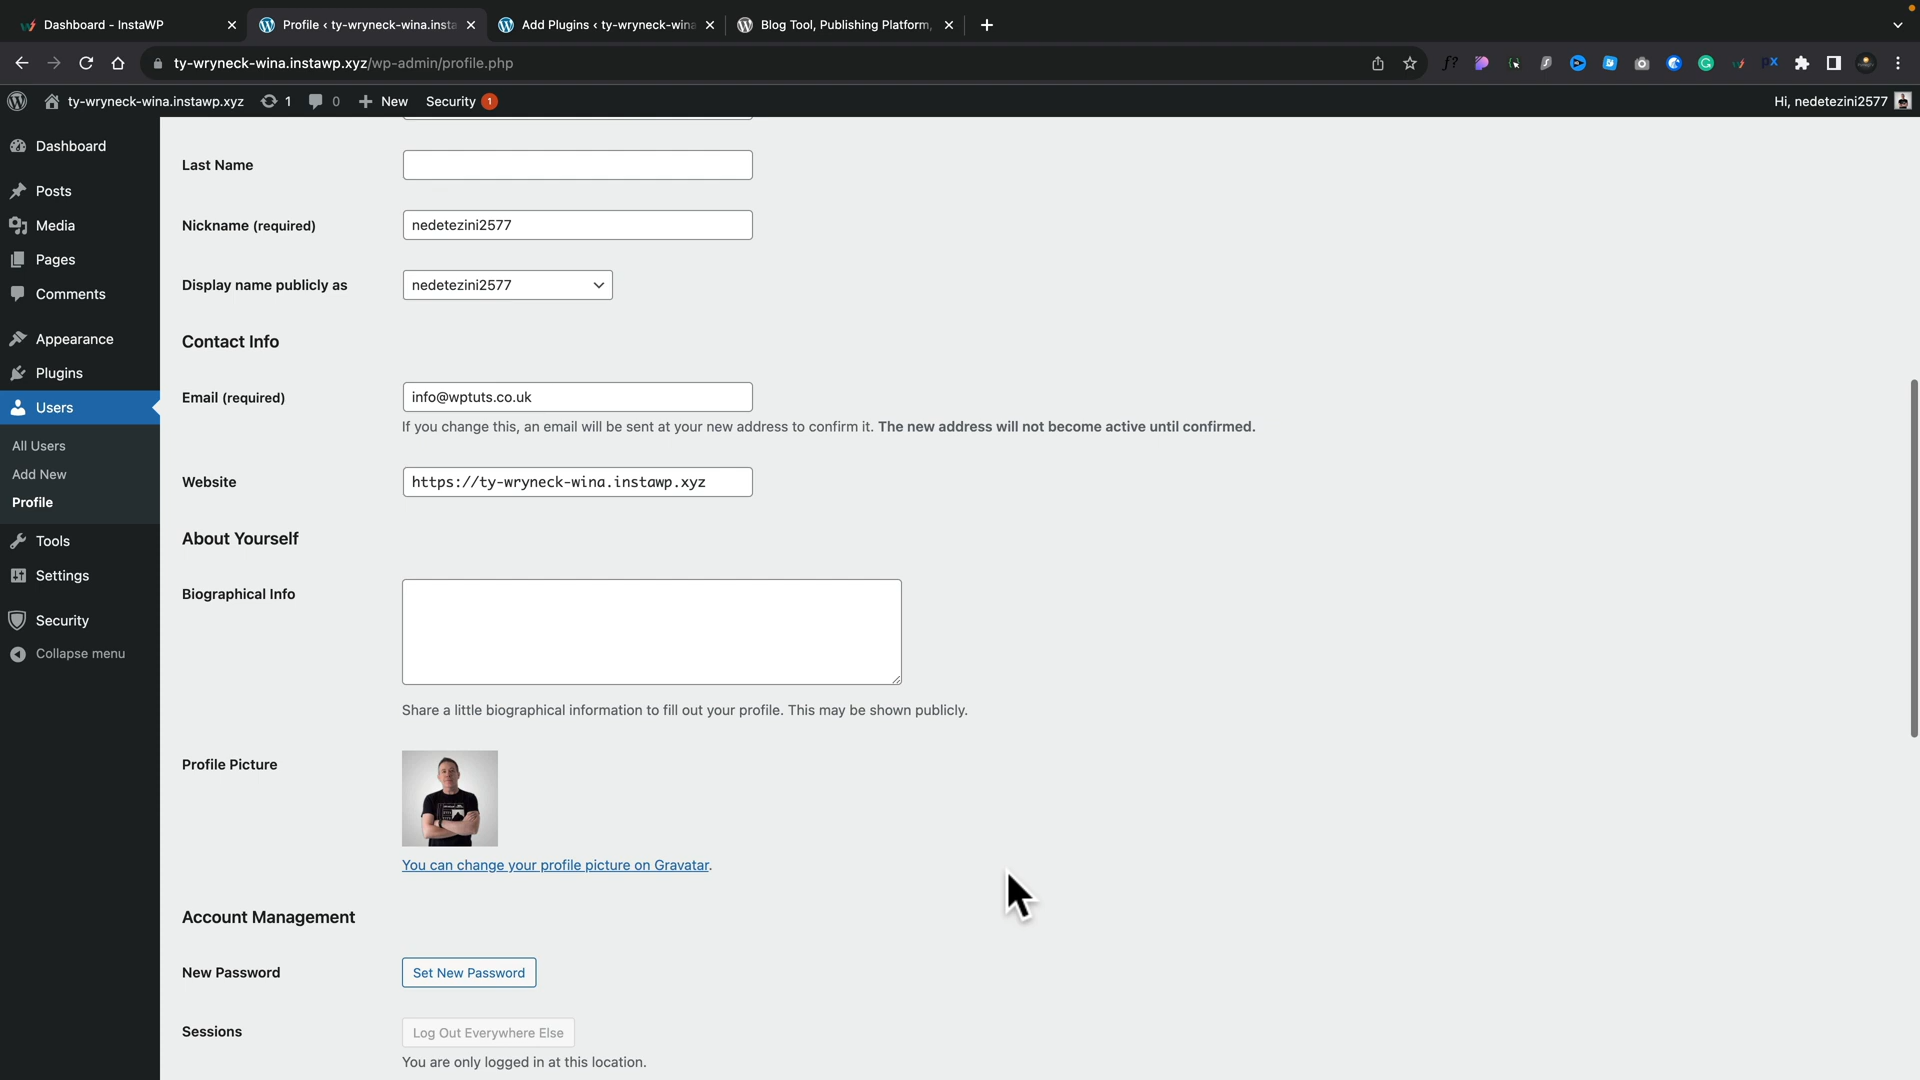 Dashboard - InstaWP
Profile ‹ ty-wryneck-wina.insta
Add Plugins ‹ ty-wryneck-wina
Blog Tool, Publishing Platform,
ty-wryneck-wina.instawp.xyz/wp-admin/profile.php
ty-wryneck-wina.instawp.xyz 1 0 New Security 1
Hi, nedetezini2577
Dashboard
Posts
Media
Pages
Comments
Appearance
Plugins
Users
All Users
Add New
Profile
Tools
Settings
Security
Collapse menu
Last Name
Nickname (required) nedetezini2577
Display name publicly as nedetezini2577
Contact Info
Email (required) info@wptuts.co.uk
If you change this, an email will be sent at your new address to confirm it. The new address will not become active until confirmed.
Website https://ty-wryneck-wina.instawp.xyz
About Yourself
Biographical Info
Share a little biographical information to fill out your profile. This may be shown publicly.
Profile Picture
You can change your profile picture on Gravatar.
Account Management
New Password Set New Password
Sessions Log Out Everywhere Else
You are only logged in at this location.